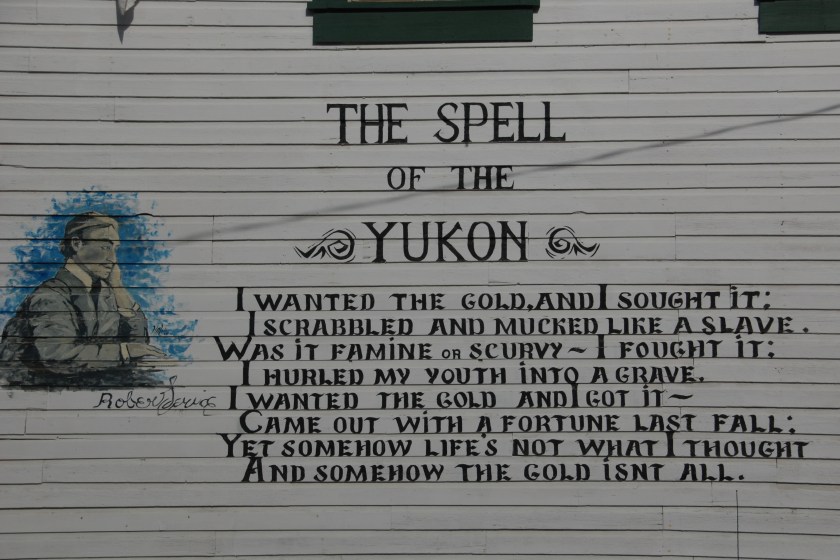 THE SPELL
OF THE
YUKON
I WANTED THE GOLD, AND I SOUGHT IT:
I SCRABBLED AND MUCKED LIKE A SLAVE.
WAS IT FAMINE OR SCURVY ~ I FOUGHT IT:
I HURLED MY YOUTH INTO A GRAVE.
I WANTED THE GOLD AND I GOT IT ~
CAME OUT WITH A FORTUNE LAST FALL:
YET SOMEHOW LIFE'S NOT WHAT I THOUGHT
AND SOMEHOW THE GOLD ISNT ALL.
Robert Service